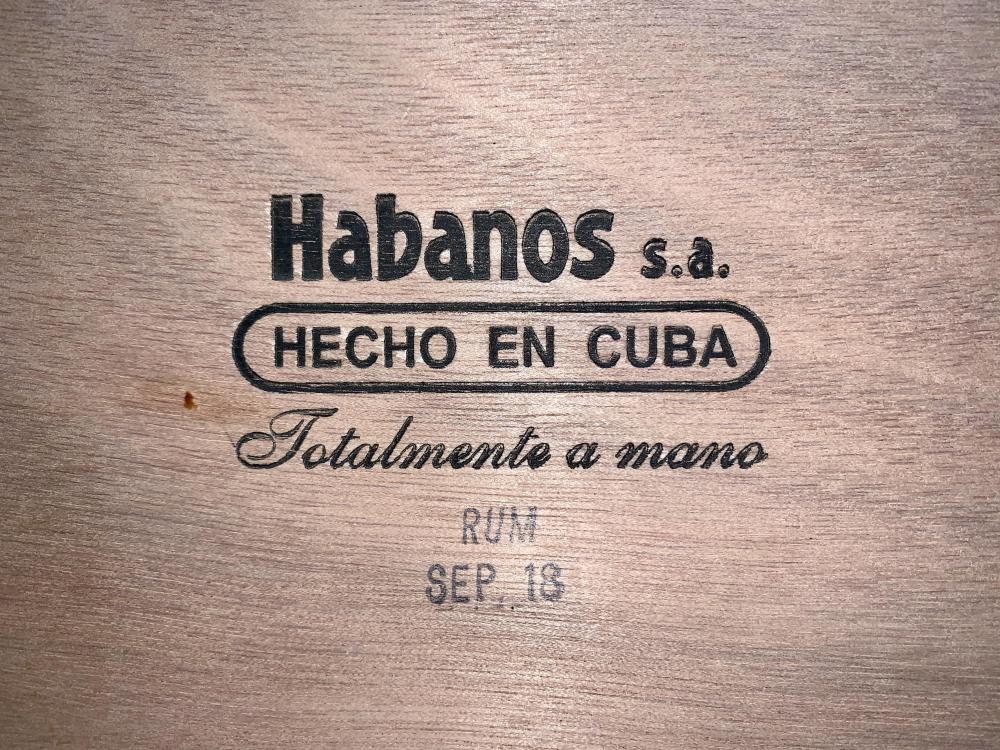 Habanos s.a.
HECHO EN CUBA
Totalmente a mano
RUM
SEP. 18